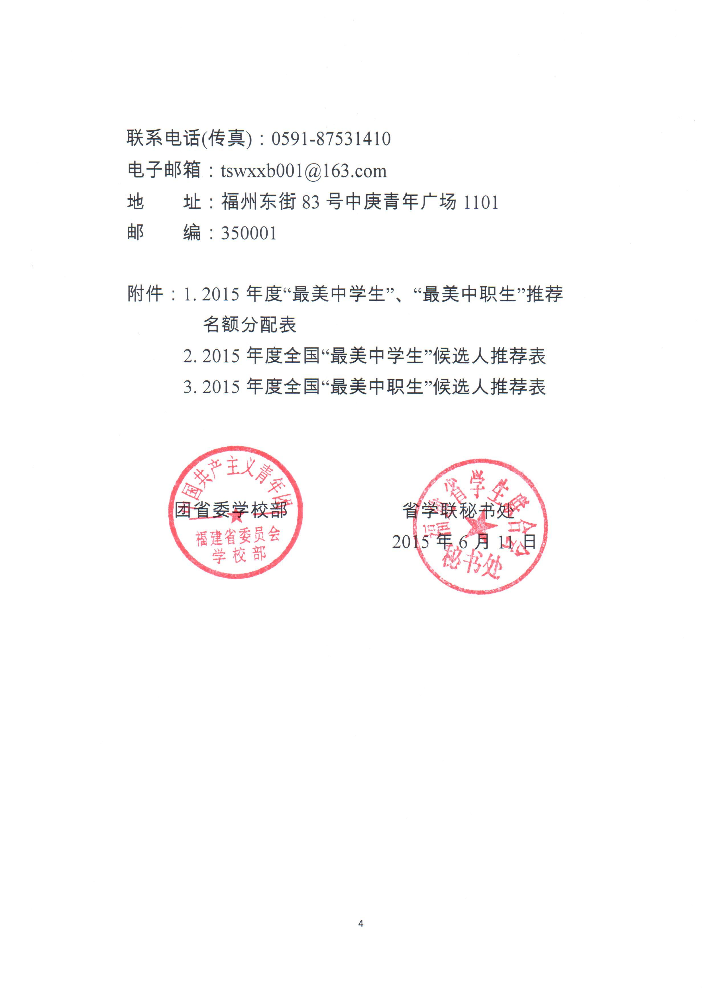 联系电话(传真)：0591-87531410
电子邮箱：tswxxb001@163.com
地　　址：福州东街 83 号中庚青年广场 1101
邮　　编：350001
附件：1. 2015 年度“最美中学生”、“最美中职生”推荐
名额分配表
2. 2015 年度全国“最美中学生”候选人推荐表
3. 2015 年度全国“最美中职生”候选人推荐表
中国共产主义青年团
团省委学校部
福建省委员会
学校部
福建省学生联合会
省学联秘书处
2015 年 6 月 11 日
秘书处
4